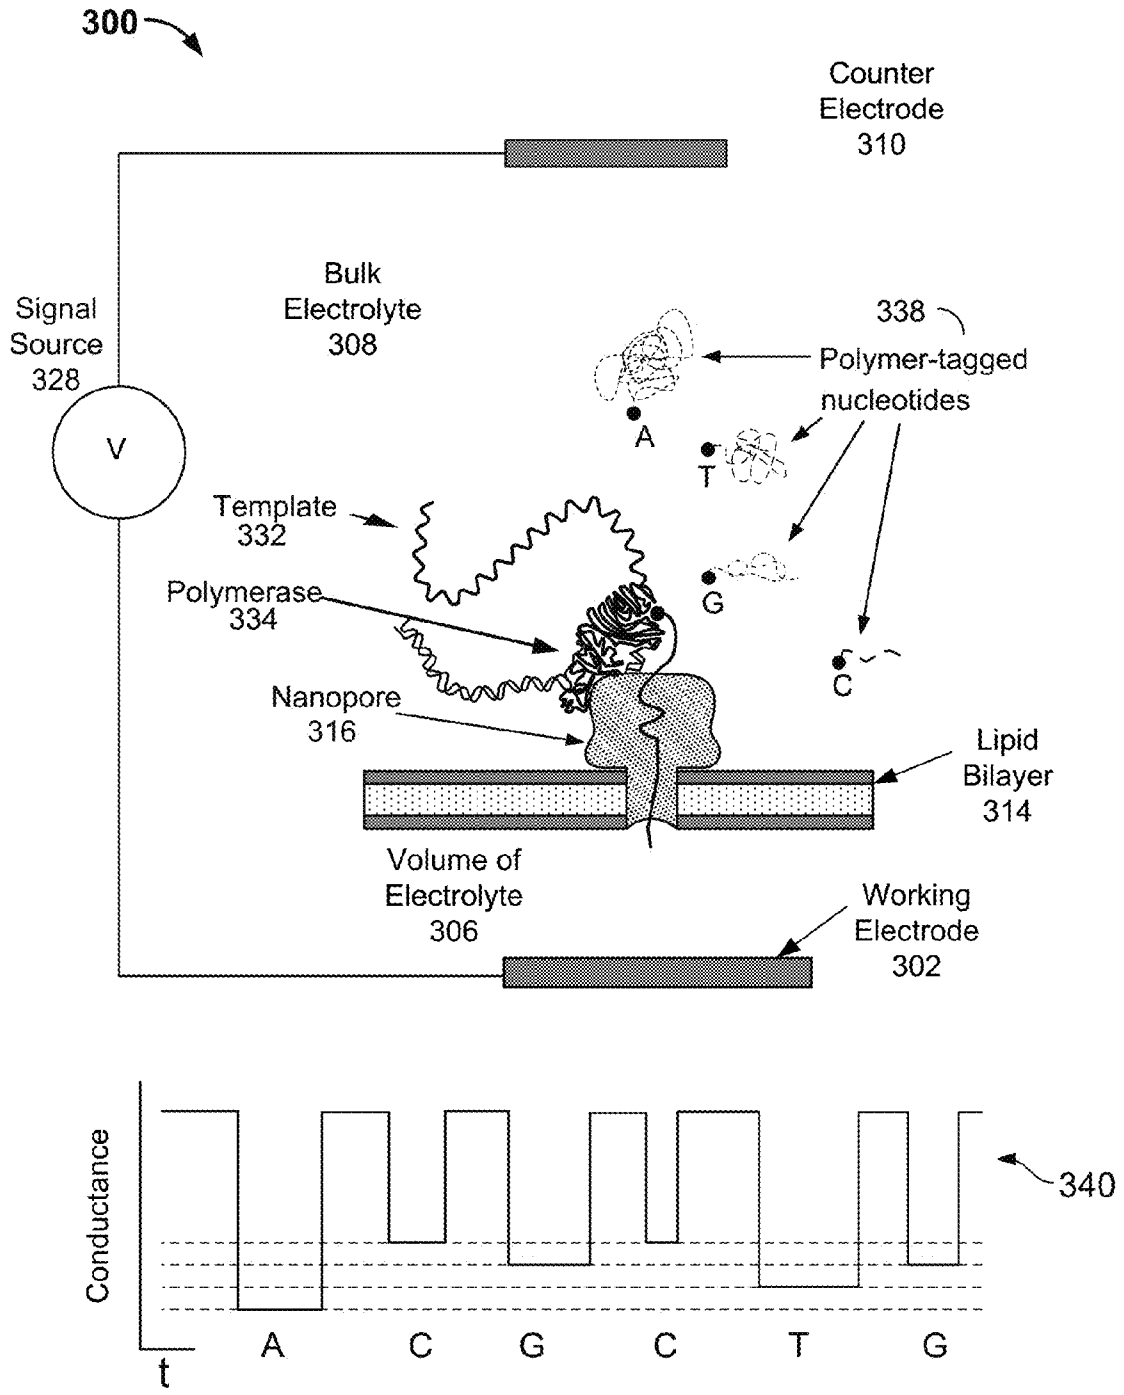 300
Counter
Electrode
310
Bulk
Electrolyte
308
Signal
Source
328
V
338
Polymer-tagged
nucleotides
A
T
G
C
Template
332
Polymerase
334
Nanopore
316
Lipid
Bilayer
314
Volume of
Electrolyte
306
Working
Electrode
302
Conductance
340
A C G C T G
t